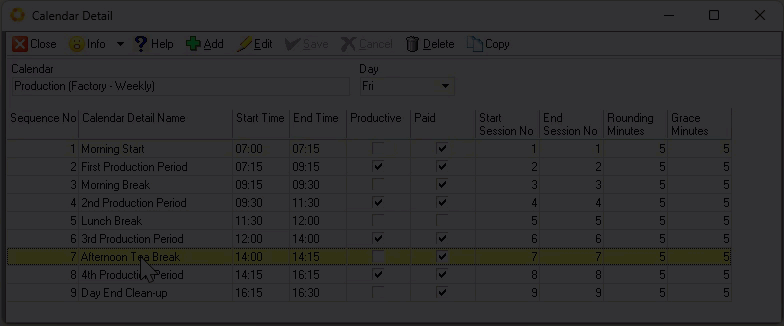 Calendar Detail
Close Info Help Add Edit Save Cancel Delete Copy
Calendar Day
Production (Factory - Weekly) Fri
Sequence No Calendar Detail Name Start Time End Time Productive Paid Start Session No End Session No Rounding Minutes Grace Minutes
1 Morning Start 07:00 07:15 1 1 5 5
2 First Production Period 07:15 09:15 2 2 5 5
3 Morning Break 09:15 09:30 3 3 5 5
4 2nd Production Period 09:30 11:30 4 4 5 5
5 Lunch Break 11:30 12:00 5 5 5 5
6 3rd Production Period 12:00 14:00 6 6 5 5
7 Afternoon Tea Break 14:00 14:15 7 7 5 5
8 4th Production Period 14:15 16:15 8 8 5 5
9 Day End Clean-up 16:15 16:30 9 9 5 5